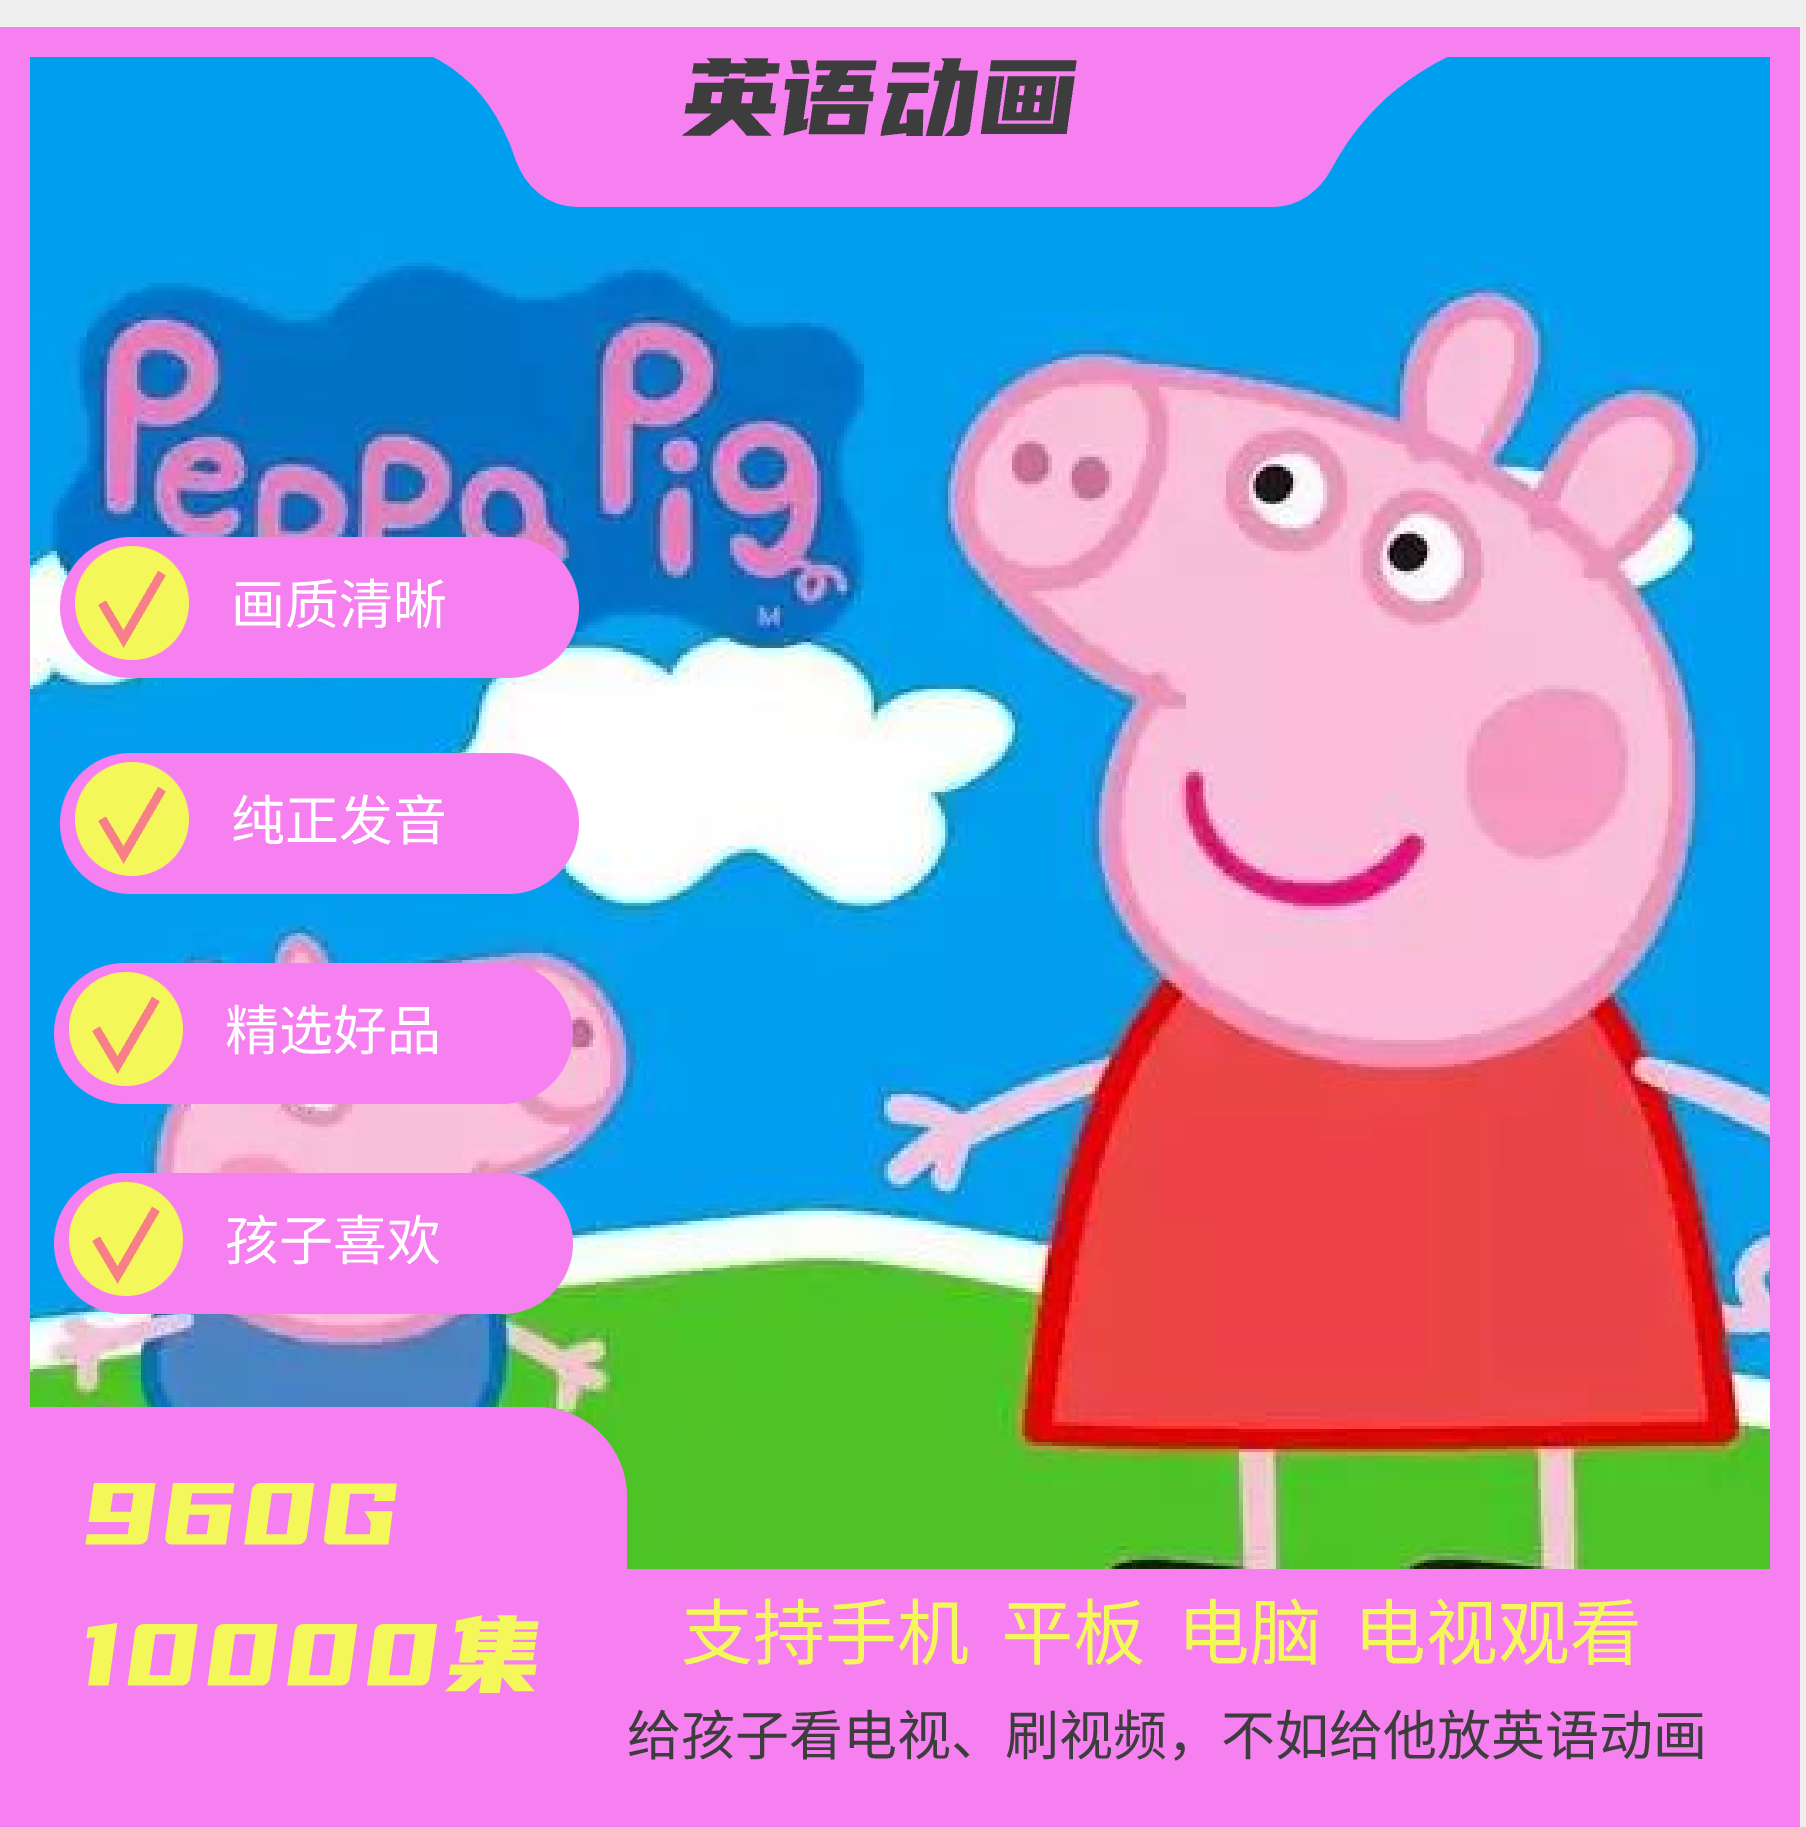 英语动画
Peppa Pig
M
画质清晰
纯正发音
精选好品
孩子喜欢
960G
10000集
支持手机 平板 电脑 电视观看
给孩子看电视、刷视频，不如给他放英语动画